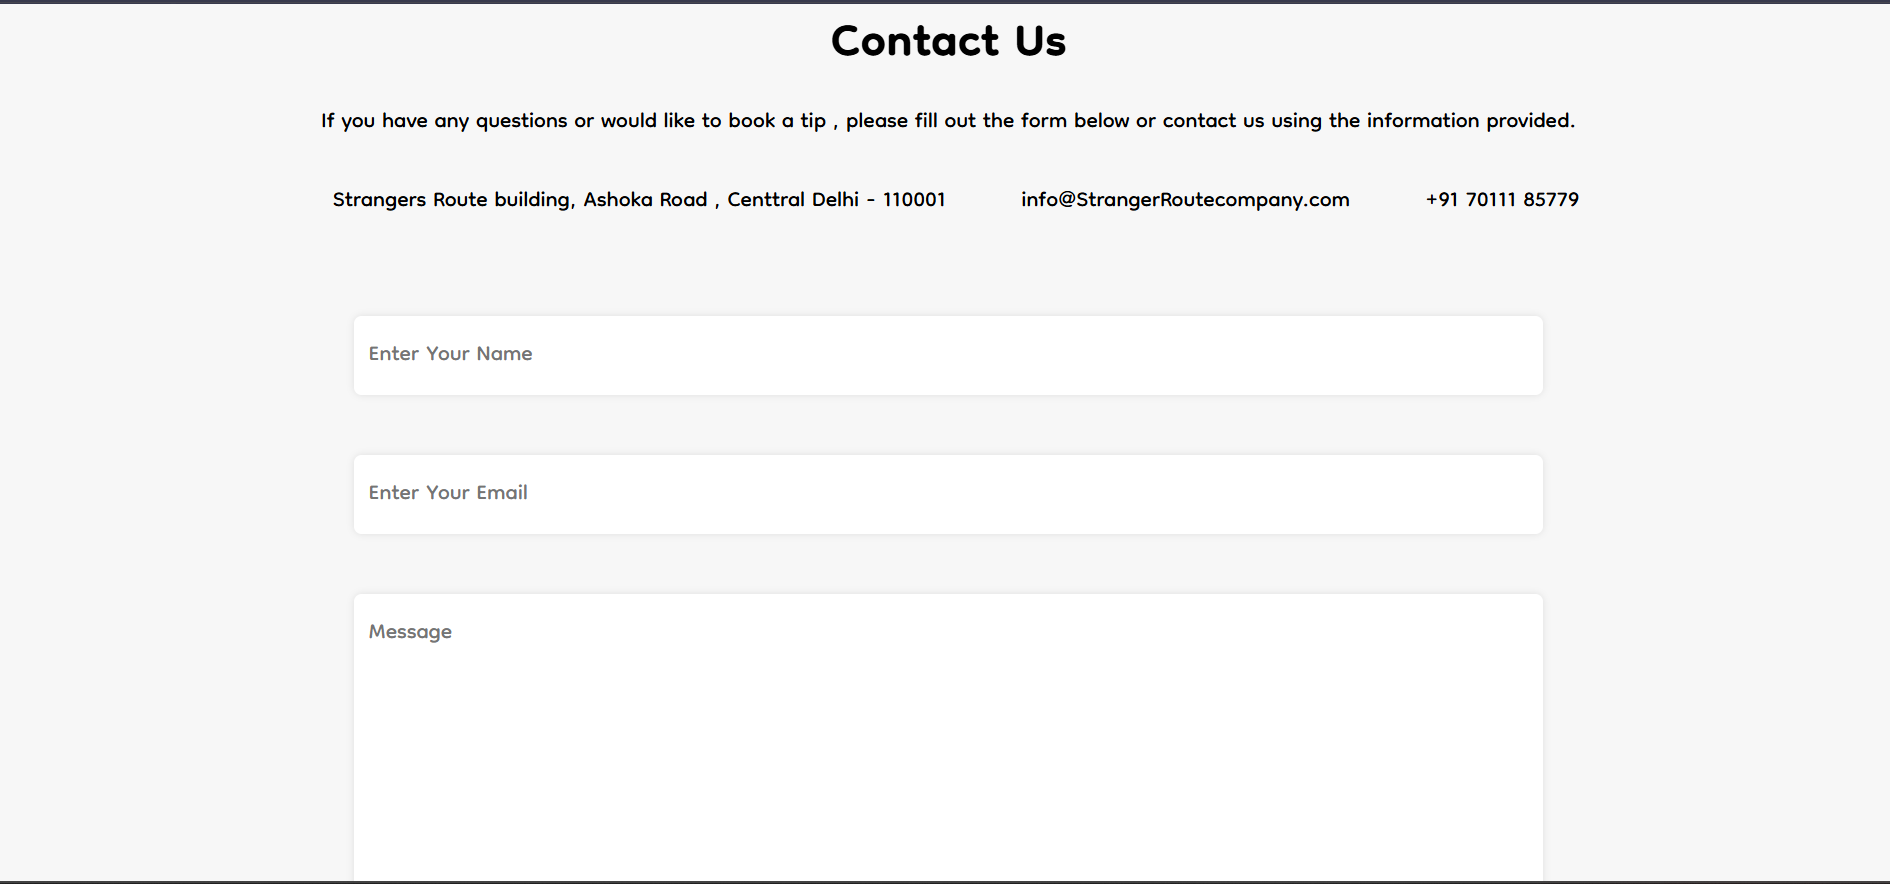 Contact Us
If you have any questions or would like to book a tip , please fill out the form below or contact us using the information provided.
Strangers Route building, Ashoka Road , Centtral Delhi - 110001 info@StrangerRoutecompany.com +91 70111 85779
Enter Your Name
Enter Your Email
Message